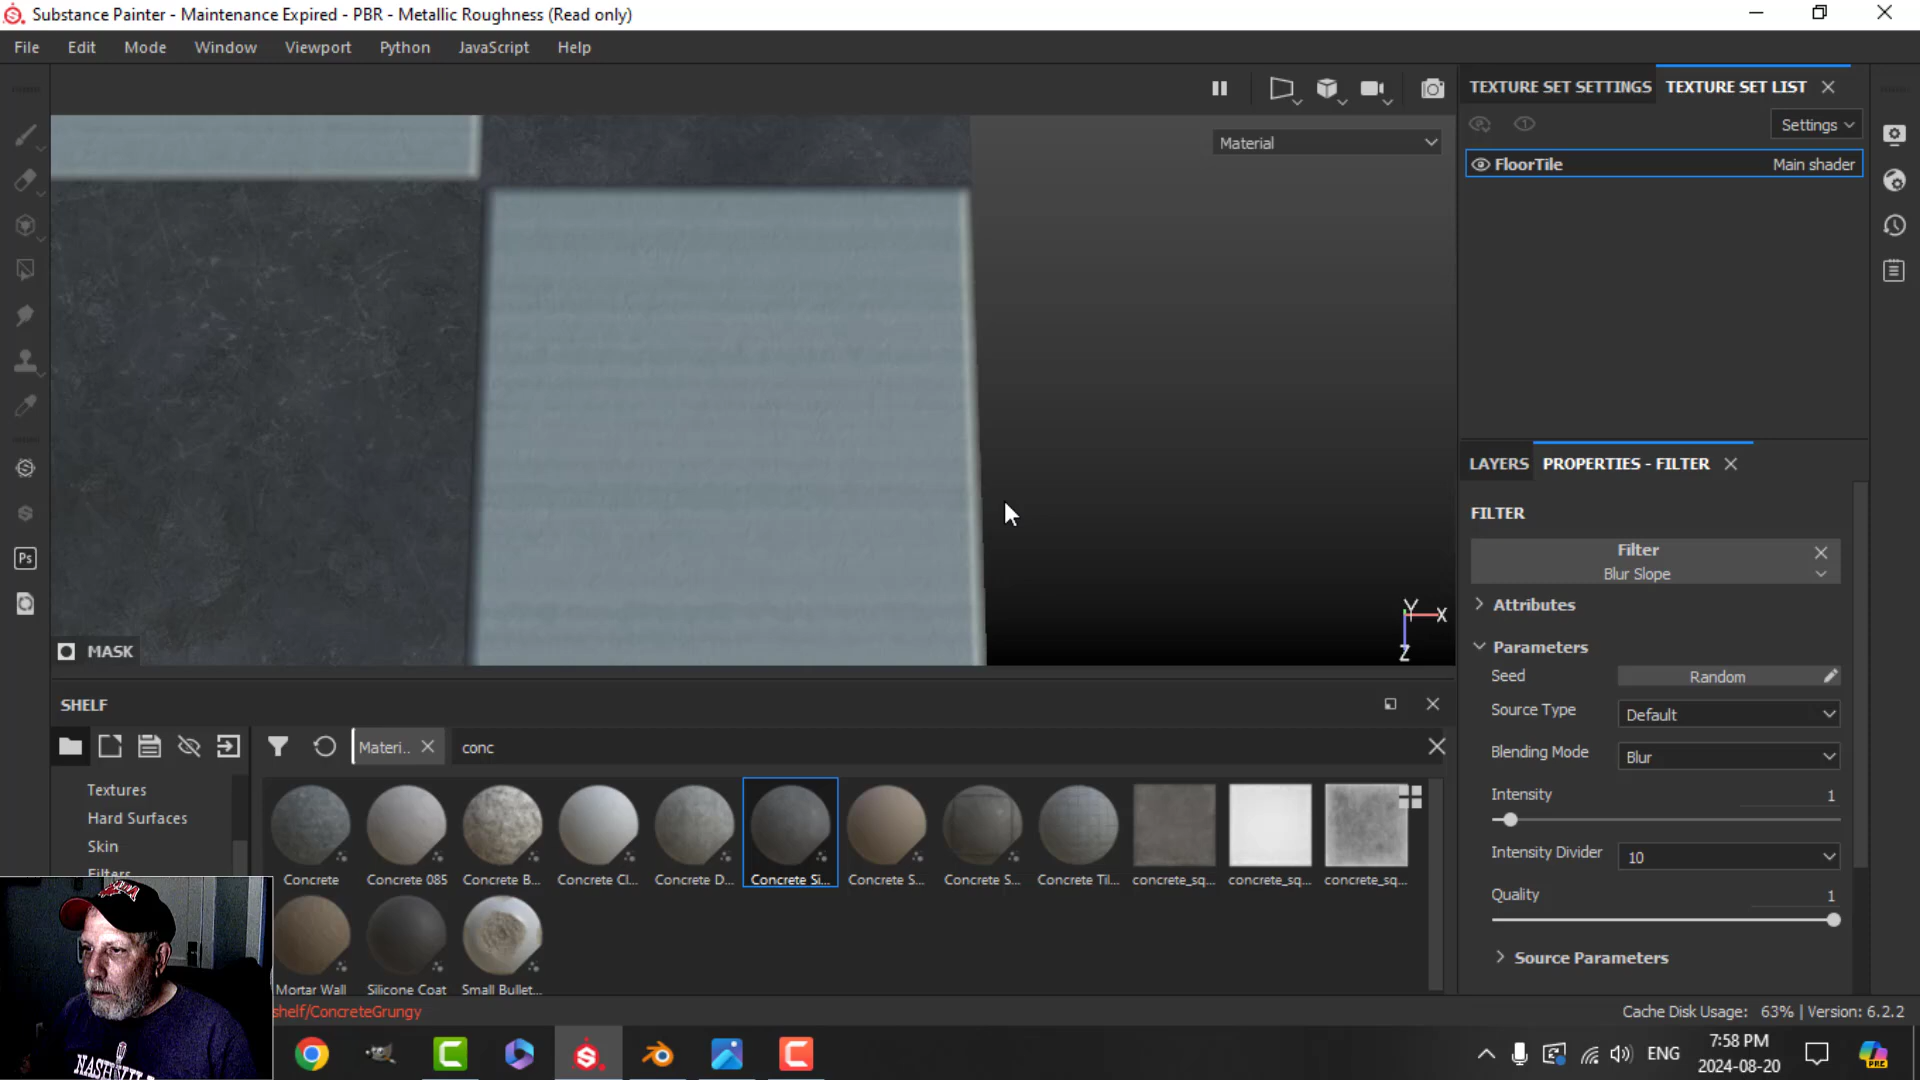 Substance Painter - Maintenance Expired - PBR - Metallic Roughness (Read only)
File Edit Mode Window Viewport Python JavaScript Help
TEXTURE SET SETTINGS TEXTURE SET LIST
Settings
Material
FloorTile Main shader
LAYERS PROPERTIES - FILTER
FILTER
Filter
Blur Slope
Attributes
Y
X
Z
Parameters
MASK
Seed Random
Source Type Default
Blending Mode Blur
Intensity 1
Intensity Divider 10
Quality 1
Source Parameters
SHELF
Materi.. conc
Textures
Hard Surfaces
Skin
Filters
Concrete Concrete 085 Concrete B... Concrete Cl... Concrete D... Concrete Si... Concrete S... Concrete S... Concrete Til... concrete_sq... concrete_sq... concrete_sq...
Mortar Wall Silicone Coat Small Bullet...
shelf/ConcreteGrungy
Cache Disk Usage: 63% | Version: 6.2.2
Ps
NASHVILLE
ENG
7:58 PM
2024-08-20
PRE